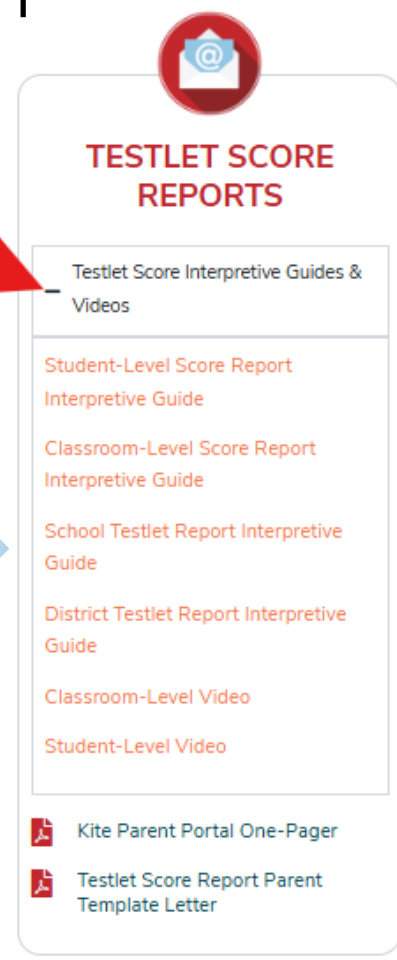 TESTLET SCORE
REPORTS
Testlet Score Interpretive Guides &
Videos
Student-Level Score Report
Interpretive Guide
Classroom-Level Score Report
Interpretive Guide
School Testlet Report Interpretive
Guide
District Testlet Report Interpretive
Guide
Classroom-Level Video
Student-Level Video
Kite Parent Portal One-Pager
Testlet Score Report Parent
Template Letter